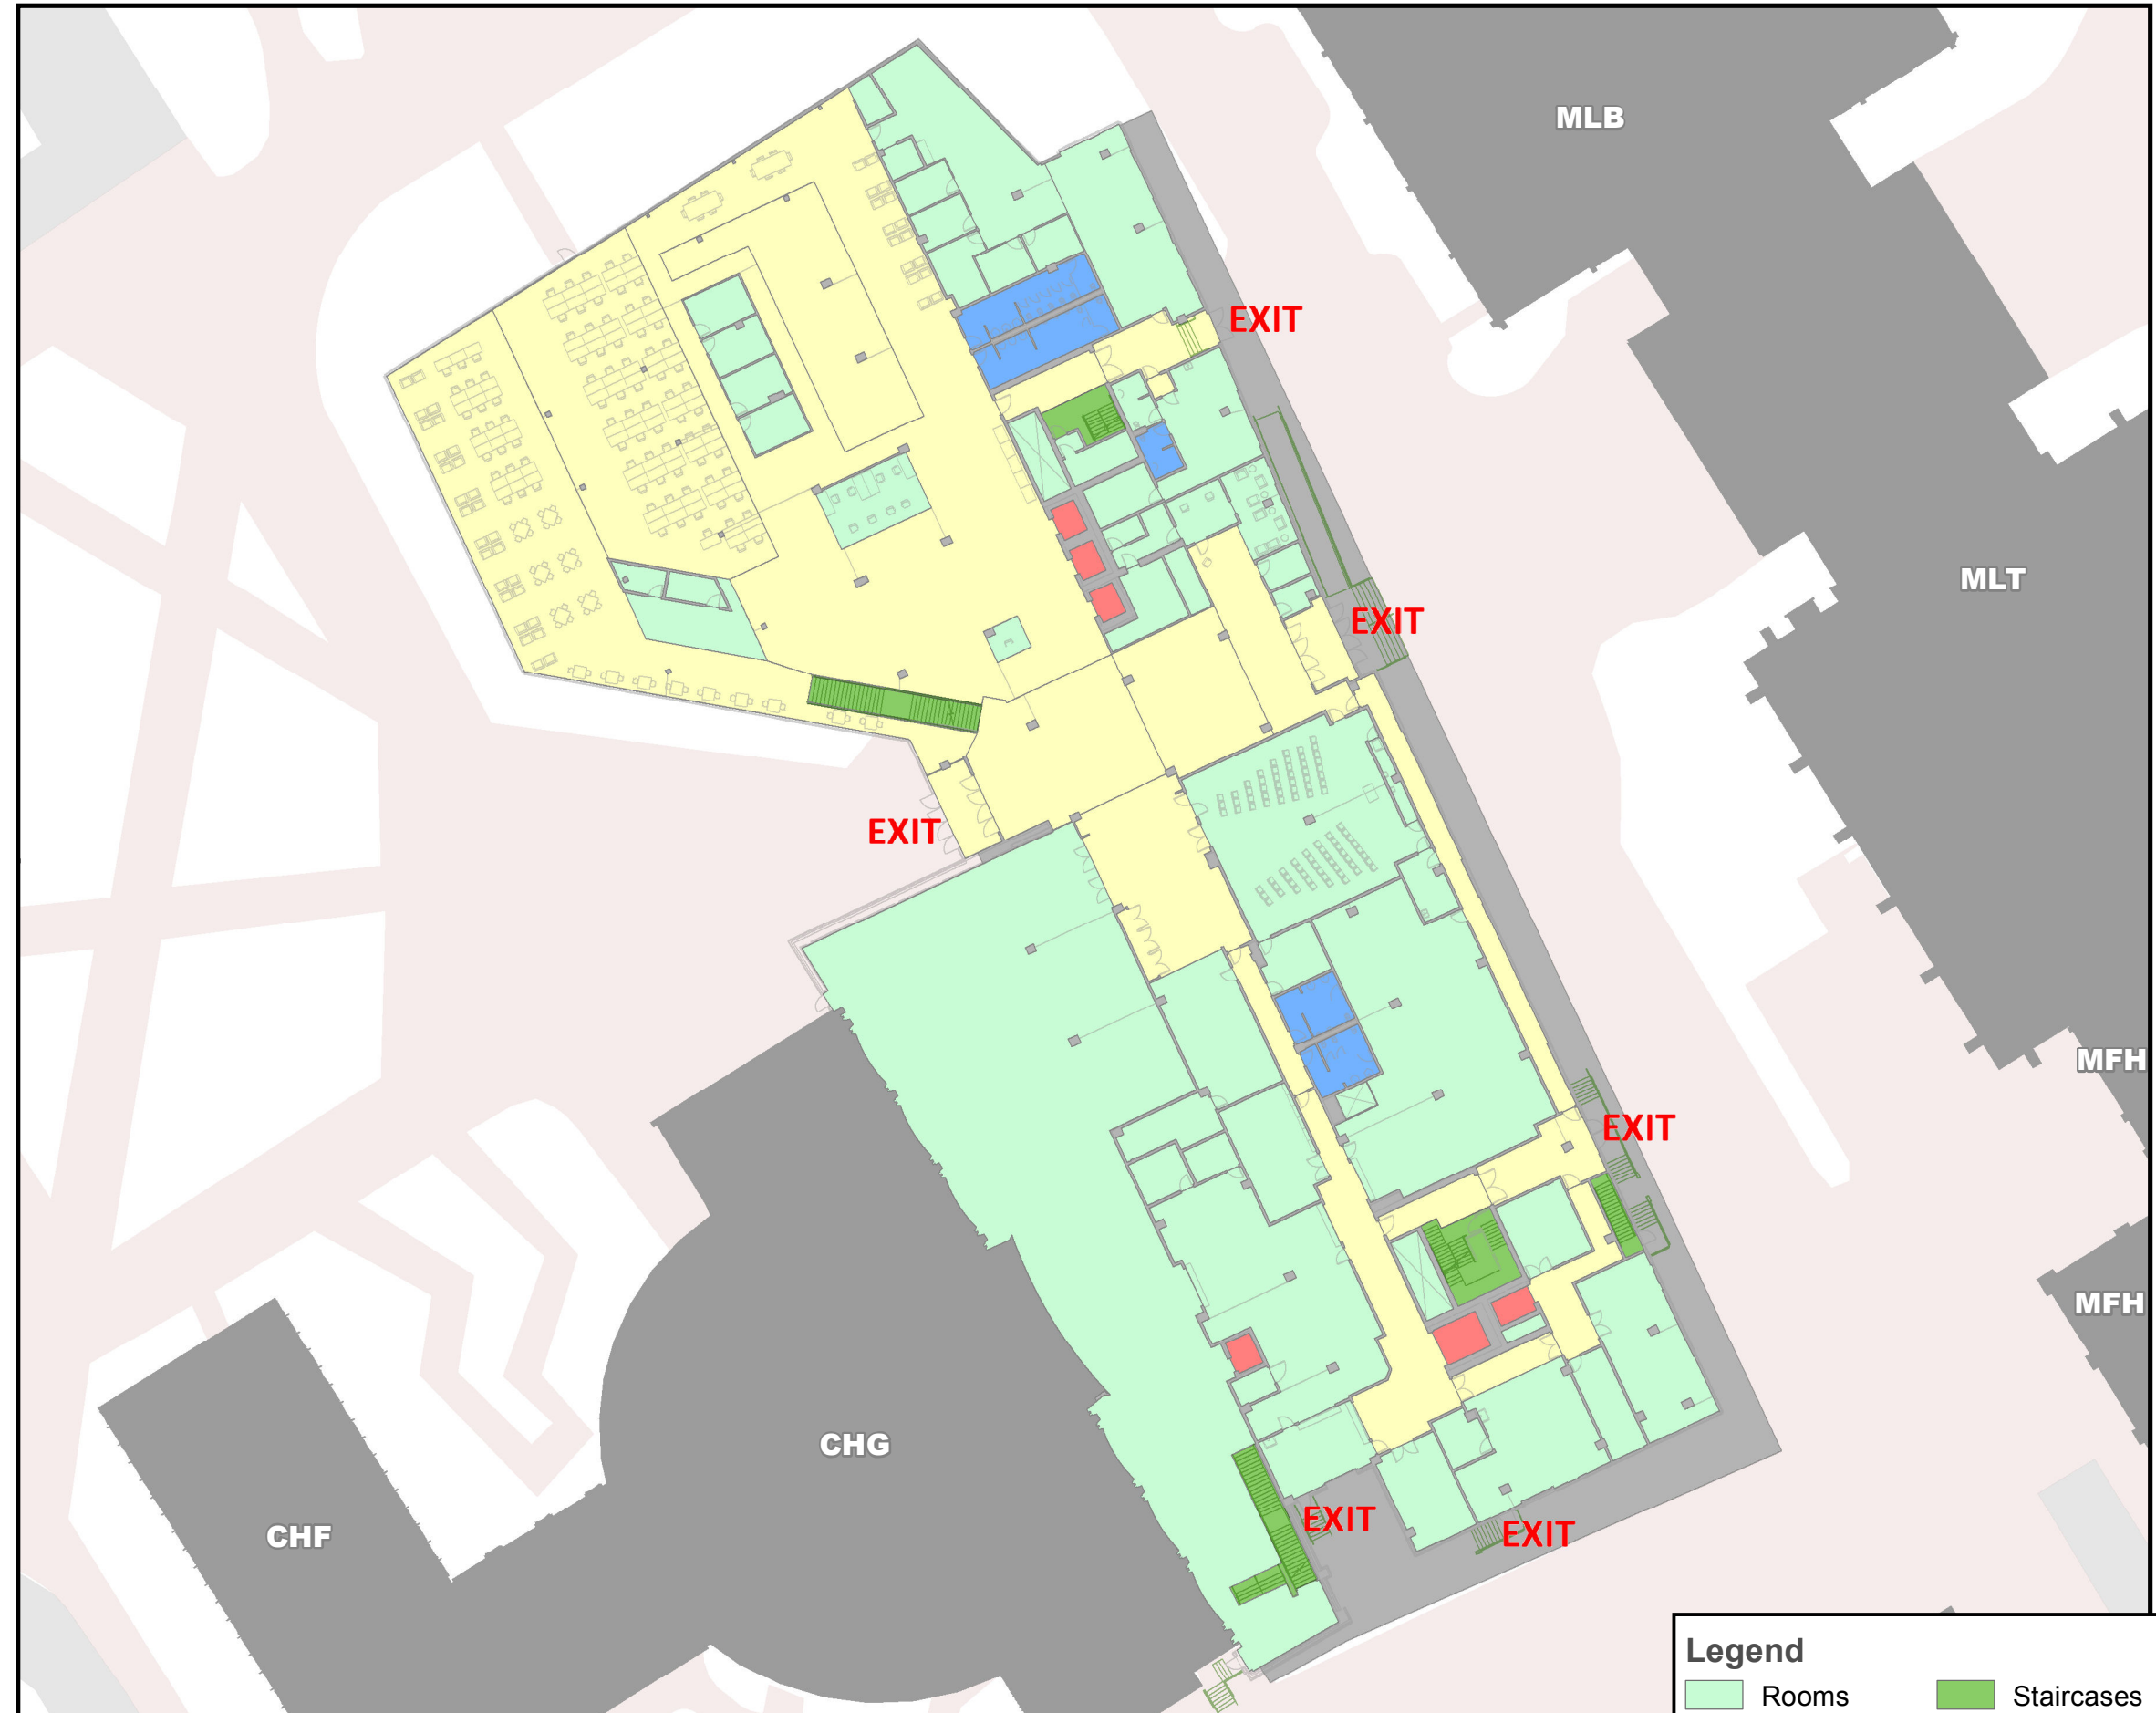 MLB
EXIT
MLT
EXIT
EXIT
MFH
EXIT
MFH
CHG
EXIT
EXIT
CHF
Legend
Rooms
Staircases